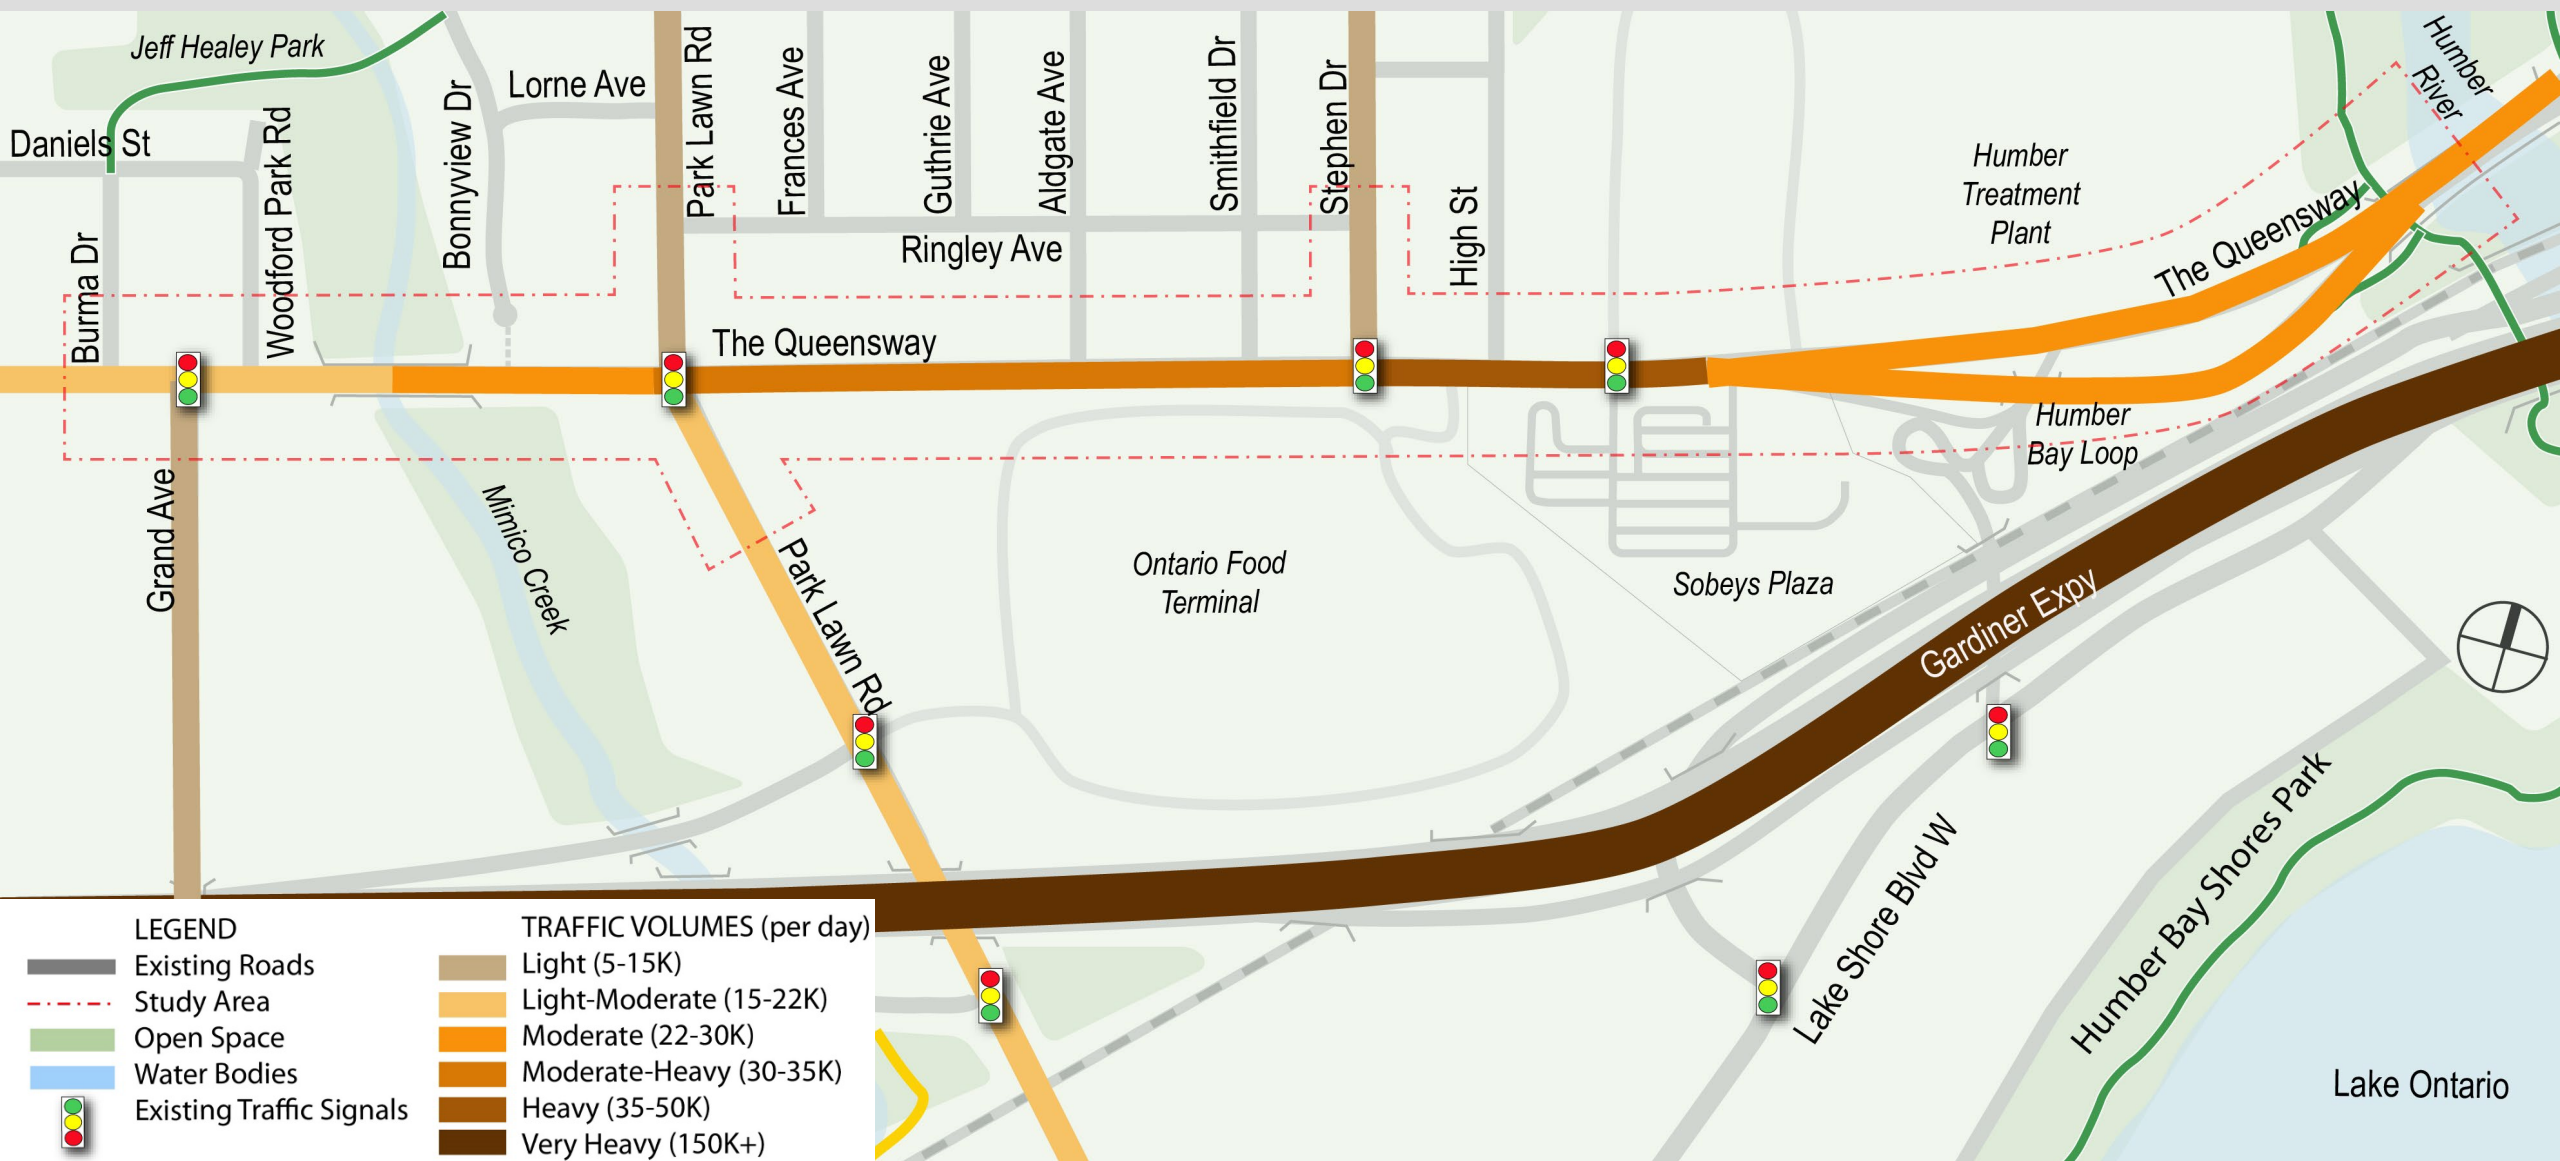 Jeff Healey Park
Daniels St
Burma Dr
Woodford Park Rd
Bonnyview Dr
Lorne Ave
Park Lawn Rd
Frances Ave
Guthrie Ave
Aldgate Ave
Smithfield Dr
Stephen Dr
High St
Ringley Ave
The Queensway
Humber
Treatment
Plant
The Queensway
Humber
River
Humber
Bay Loop
Grand Ave
Mimico Creek
Park Lawn Rd
Ontario Food
Terminal
Sobeys Plaza
Gardiner Expy
Lake Shore Blvd W
Humber Bay Shores Park
Lake Ontario
LEGEND
Existing Roads
Study Area
Open Space
Water Bodies
Existing Traffic Signals
TRAFFIC VOLUMES (per day)
Light (5-15K)
Light-Moderate (15-22K)
Moderate (22-30K)
Moderate-Heavy (30-35K)
Heavy (35-50K)
Very Heavy (150K+)